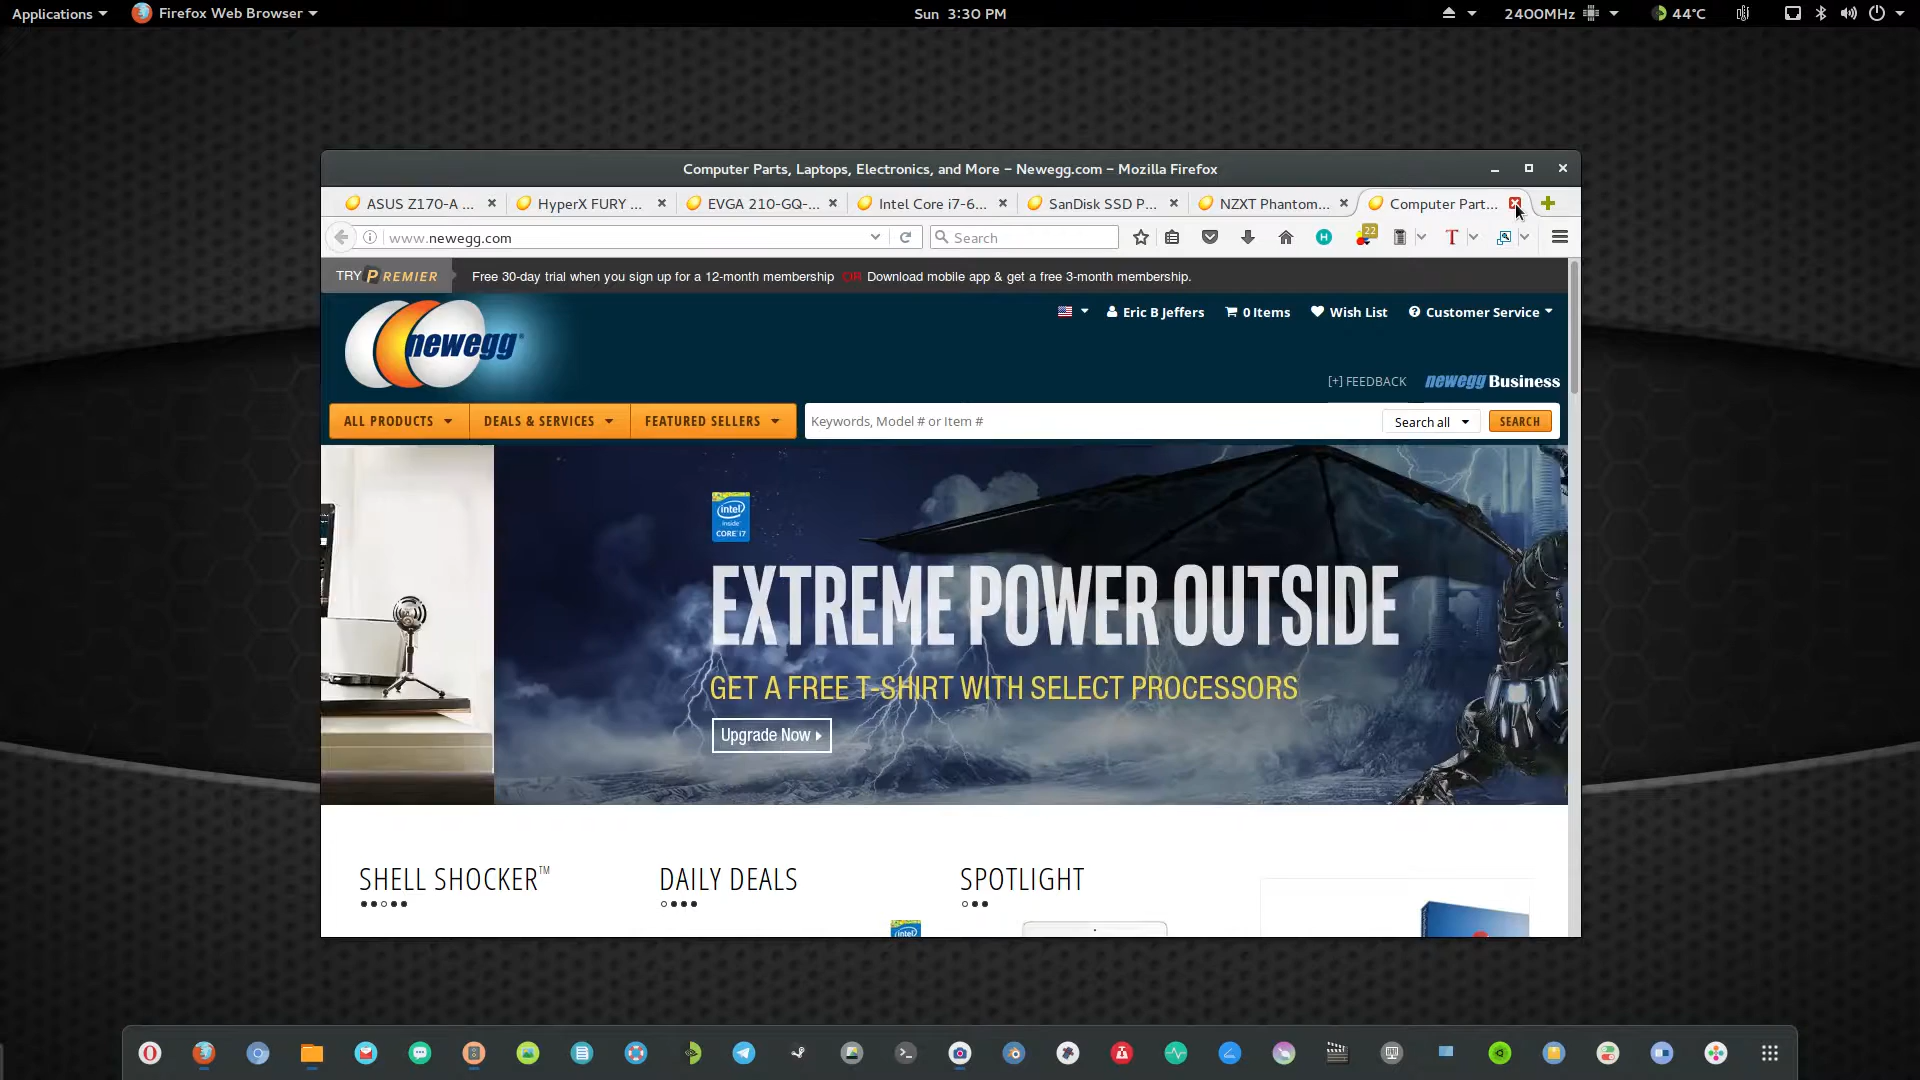 Applications
Firefox Web Browser
Sun 3:30 PM
2400MHz
44°C
Computer Parts, Laptops, Electronics, and More – Newegg.com – Mozilla Firefox
ASUS Z170-A ...
HyperX FURY ...
EVGA 210-GQ-...
Intel Core i7-6...
SanDisk SSD P...
NZXT Phantom...
Computer Part...
www.newegg.com
Search
H
22
T
TRY PREMIER
Free 30-day trial when you sign up for a 12-month membership OR Download mobile app & get a free 3-month membership.
newegg
Eric B Jeffers
0 Items
Wish List
Customer Service
[+] FEEDBACK
newegg Business
ALL PRODUCTS
DEALS & SERVICES
FEATURED SELLERS
Keywords, Model # or Item #
Search all
SEARCH
intel
inside
CORE i7
EXTREME POWER OUTSIDE
GET A FREE T-SHIRT WITH SELECT PROCESSORS
Upgrade Now
SHELL SHOCKER™
DAILY DEALS
SPOTLIGHT
intel